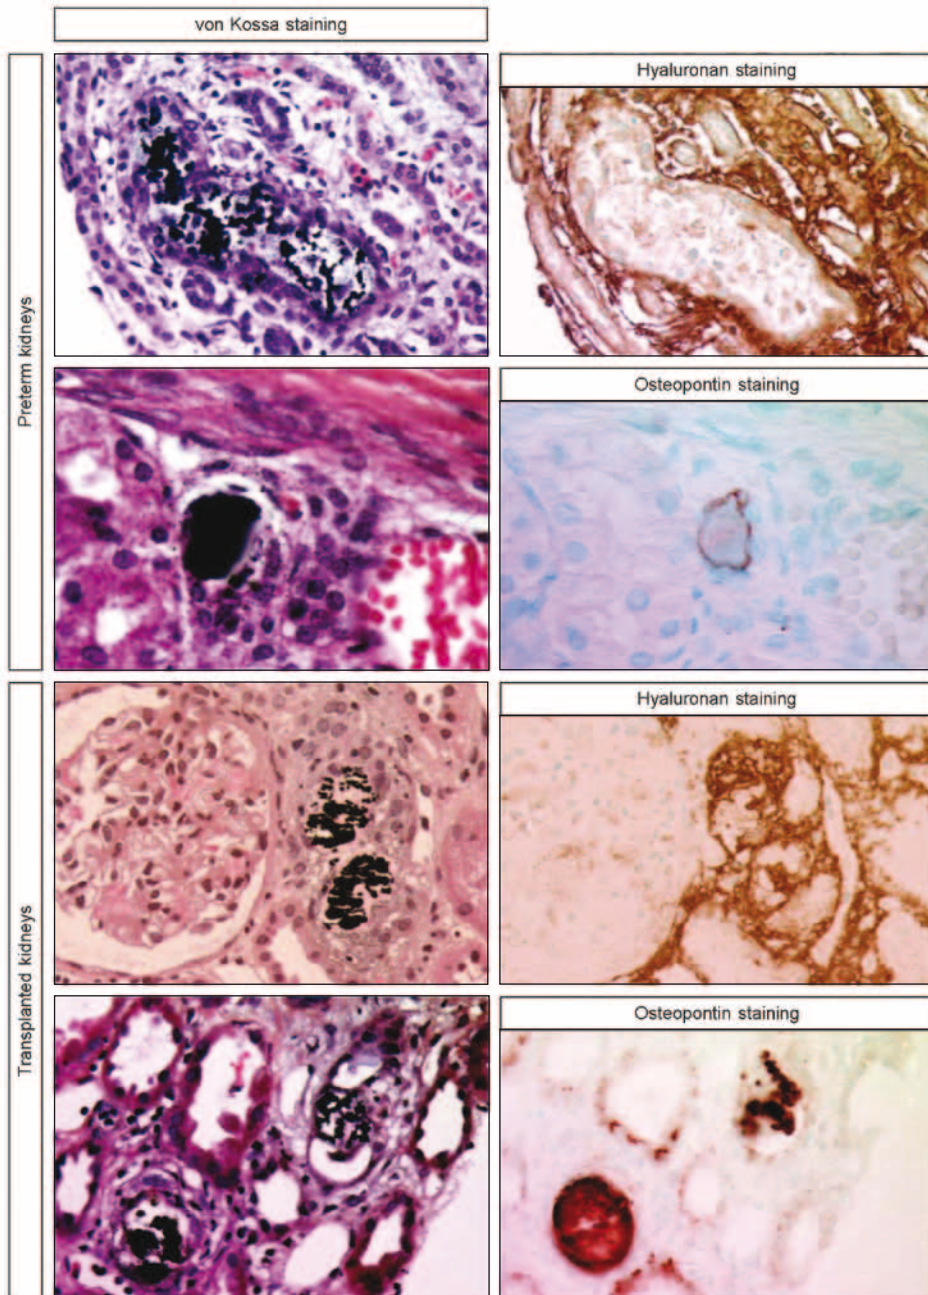 von Kossa staining
Preterm kidneys
Hyaluronan staining
Osteopontin staining
Transplanted kidneys
Hyaluronan staining
Osteopontin staining